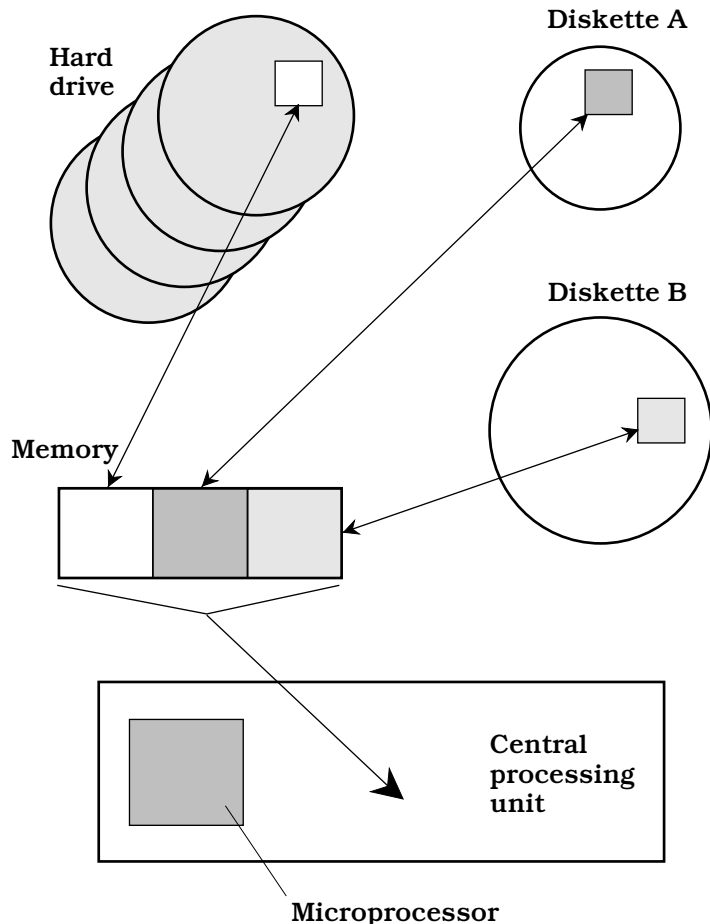 Diskette A
Hard
drive
Diskette B
Memory
Central
processing
unit
Microprocessor